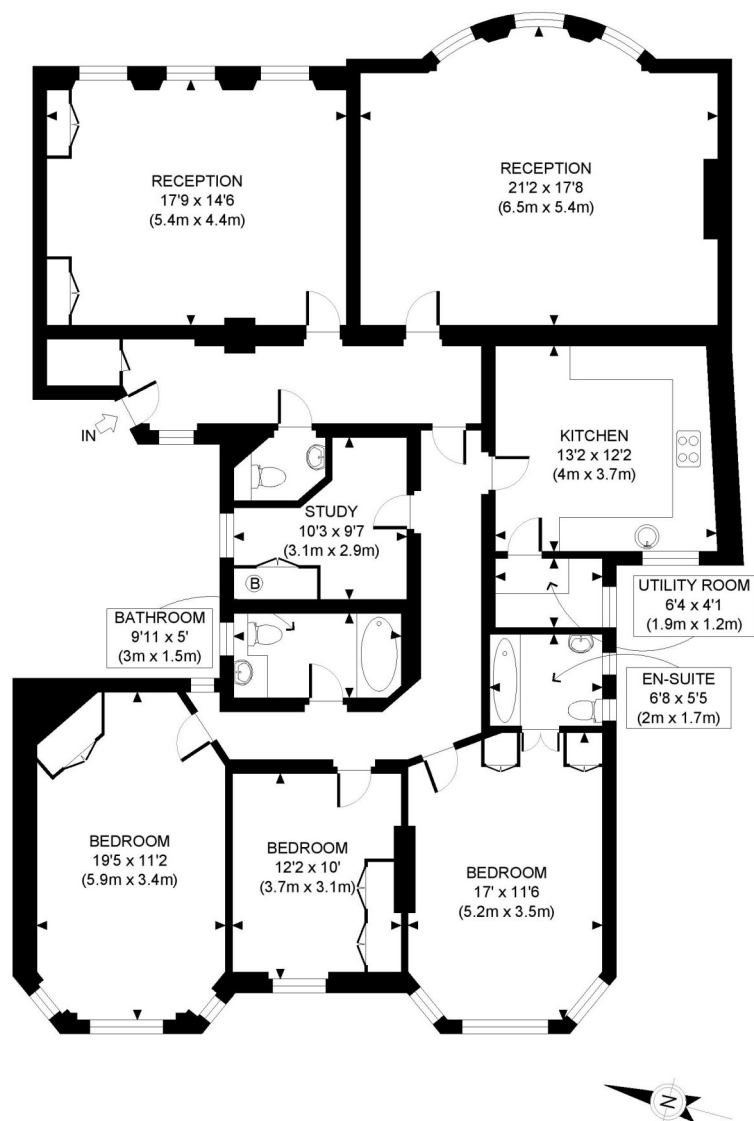 RECEPTION
17'9 x 14'6
(5.4m x 4.4m)
RECEPTION
21'2 x 17'8
(6.5m x 5.4m)
IN
KITCHEN
13'2 x 12'2
(4m x 3.7m)
STUDY
10'3 x 9'7
(3.1m x 2.9m)
B
UTILITY ROOM
6'4 x 4'1
(1.9m x 1.2m)
BATHROOM
9'11 x 5'
(3m x 1.5m)
EN-SUITE
6'8 x 5'5
(2m x 1.7m)
BEDROOM
19'5 x 11'2
(5.9m x 3.4m)
BEDROOM
12'2 x 10'
(3.7m x 3.1m)
BEDROOM
17' x 11'6
(5.2m x 3.5m)
N